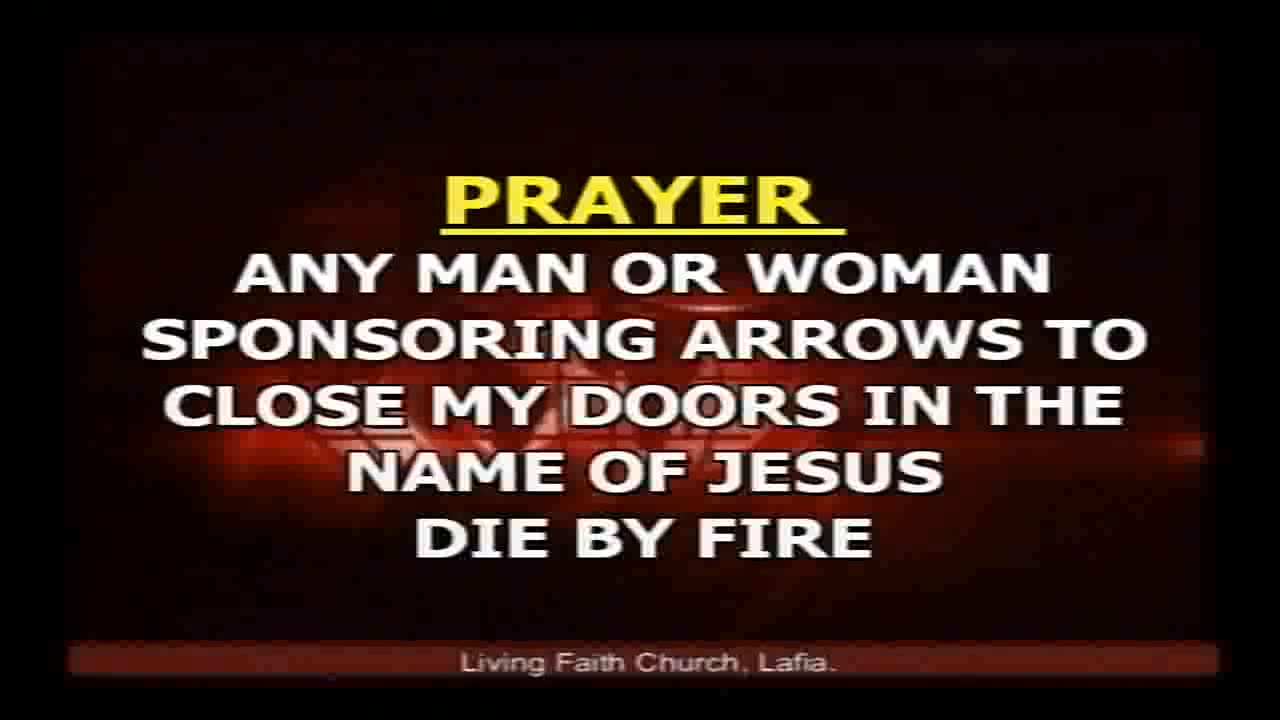 PRAYER
ANY MAN OR WOMAN
SPONSORING ARROWS TO
CLOSE MY DOORS IN THE
NAME OF JESUS
DIE BY FIRE
Living Faith Church, Lafia.